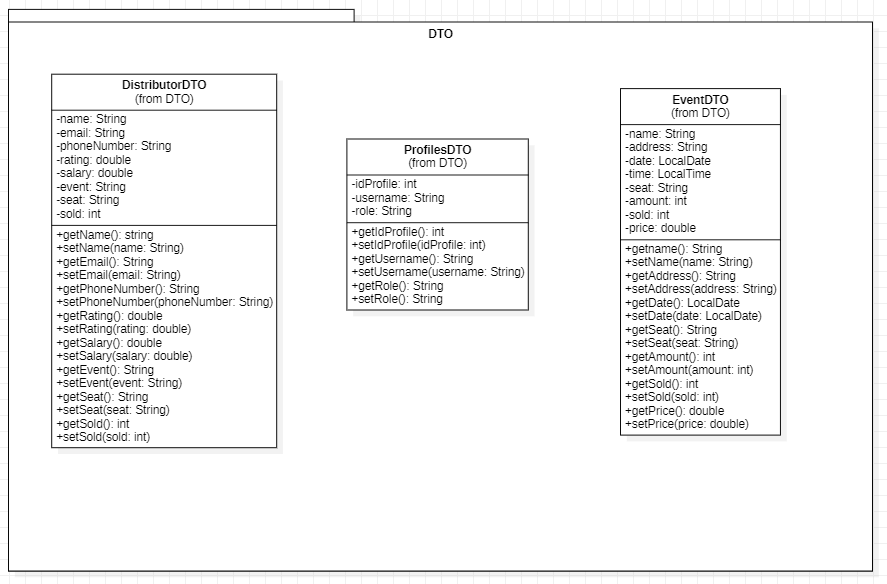 DTO
DistributorDTO
(from DTO)
-name: String
-email: String
-phoneNumber: String
-rating: double
-salary: double
-event: String
-seat: String
-sold: int
+getName(): string
+setName(name: String)
+getEmail(): String
+setEmail(email: String)
+getPhoneNumber(): String
+setPhoneNumber(phoneNumber: String)
+getRating(): double
+setRating(rating: double)
+getSalary(): double
+setSalary(salary: double)
+getEvent(): String
+setEvent(event: String)
+getSeat(): String
+setSeat(seat: String)
+getSold(): int
+setSold(sold: int)
ProfilesDTO
(from DTO)
-idProfile: int
-username: String
-role: String
+getIdProfile(): int
+setIdProfile(idProfile: int)
+getUsername(): String
+setUsername(username: String)
+getRole(): String
+setRole(): String
EventDTO
(from DTO)
-name: String
-address: String
-date: LocalDate
-time: LocalTime
-seat: String
-amount: int
-sold: int
-price: double
+getname(): String
+setName(name: String)
+getAddress(): String
+setAddress(address: String)
+getDate(): LocalDate
+setDate(date: LocalDate)
+getSeat(): String
+setSeat(seat: String)
+getAmount(): int
+setAmount(amount: int)
+getSold(): int
+setSold(sold: int)
+getPrice(): double
+setPrice(price: double)